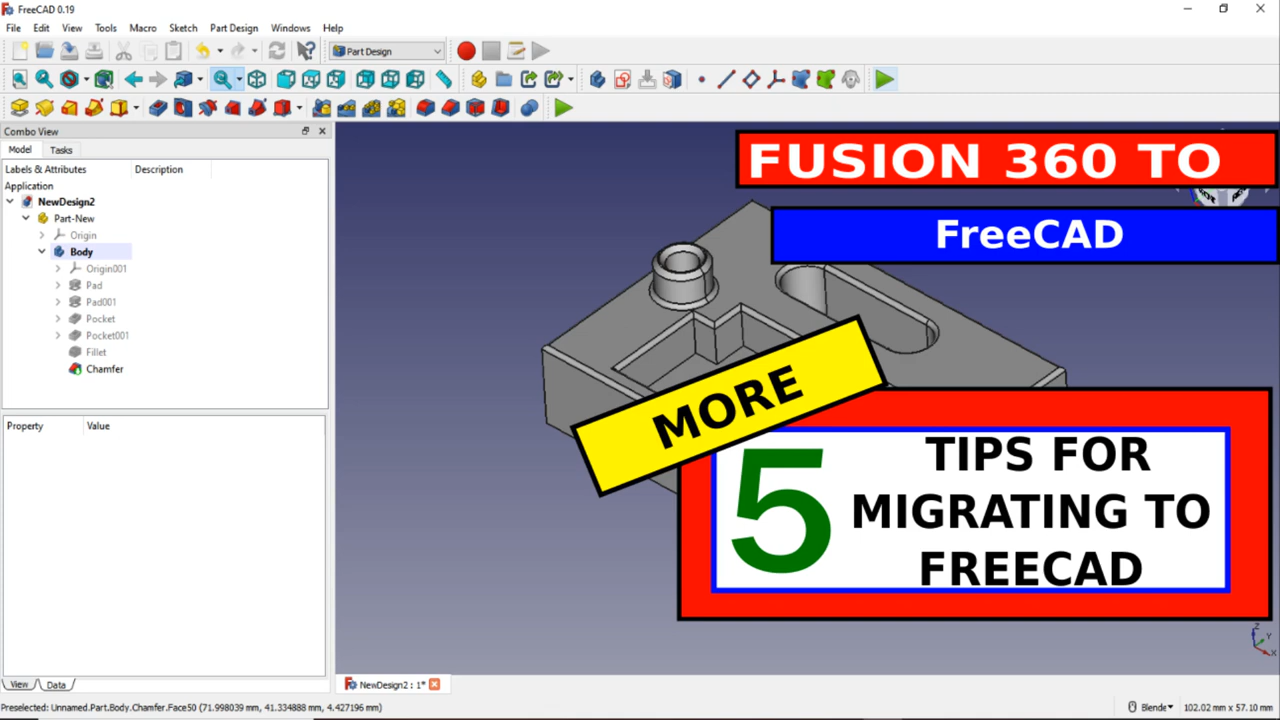 FreeCAD 0.19
File Edit View Tools Macro Sketch Part Design Windows Help
Part Design
Combo View
Model Tasks
Labels & Attributes Description
Application
NewDesign2
Part-New
Origin
Body
Origin001
Pad
Pad001
Pocket
Pocket001
Fillet
Chamfer
Property Value
View Data
FUSION 360 TO
FreeCAD
MORE
5
TIPS FOR
MIGRATING TO
FREECAD
Z
Y
X
NewDesign2 : 1*
Preselected: Unnamed.Part.Body.Chamfer.Face50 (71.998039 mm, 41.334888 mm, 4.427196 mm)
Blende
102.02 mm x 57.10 mm